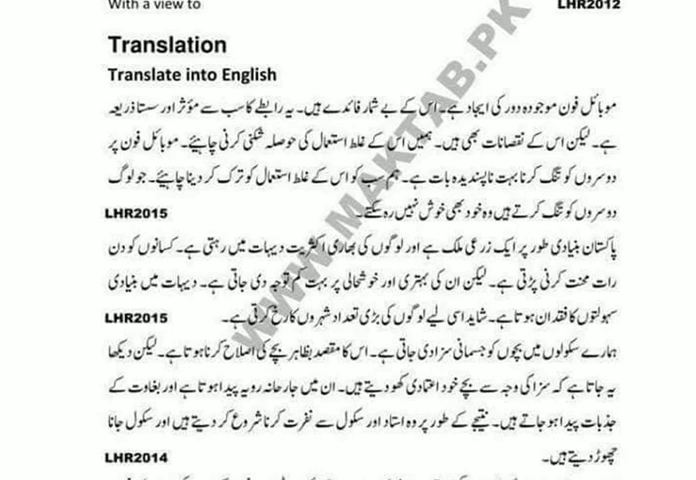 With a view to LHR2012
Translation
Translate into English
موبائل فون موجودہ دور کی ایجاد ہے۔ اس کے بے شمار فائدے ہیں۔ یہ رابطے کا سب سے مؤثر اور سستا ذریعہ
ہے۔ لیکن اس کے نقصانات بھی ہیں۔ ہمیں اس کے غلط استعمال کی حوصلہ شکنی کرنی چاہیئے۔ موبائل فون پر
دوسروں کو تنگ کرنا بہت ناپسندیدہ بات ہے۔ ہم سب کو اس کے غلط استعمال کو ترک کر دینا چاہیئے۔ جو لوگ
دوسروں کو تنگ کرتے ہیں وہ خود بھی خوش نہیں رہ سکتے۔ LHR2015
پاکستان بنیادی طور پر ایک زرعی ملک ہے اور لوگوں کی بھاری اکثریت دیہات میں رہتی ہے۔ کسانوں کو دن
رات محنت کرنی پڑتی ہے۔ لیکن ان کی بہتری اور خوشحالی پر بہت کم توجہ دی جاتی ہے۔ دیہات میں بنیادی
سہولتوں کا فقدان ہوتا ہے۔ شاید اسی لیے لوگوں کی بڑی تعداد شہروں کا رخ کرتی ہے۔ LHR2015
ہمارے سکولوں میں بچوں کو جسمانی سزا دی جاتی ہے۔ اس کا مقصد بظاہر بچے کی اصلاح کرنا ہوتا ہے۔ لیکن دیکھا
یہ جاتا ہے کہ سزا کی وجہ سے بچے خود اعتمادی کھو دیتے ہیں۔ ان میں جارحانہ رویہ پیدا ہوتا ہے اور بغاوت کے
جذبات پیدا ہو جاتے ہیں۔ نتیجے کے طور پر وہ استاد اور سکول سے نفرت کرنا شروع کر دیتے ہیں اور سکول جانا
چھوڑ دیتے ہیں۔ LHR2014
WWW.MAKTAB.PK